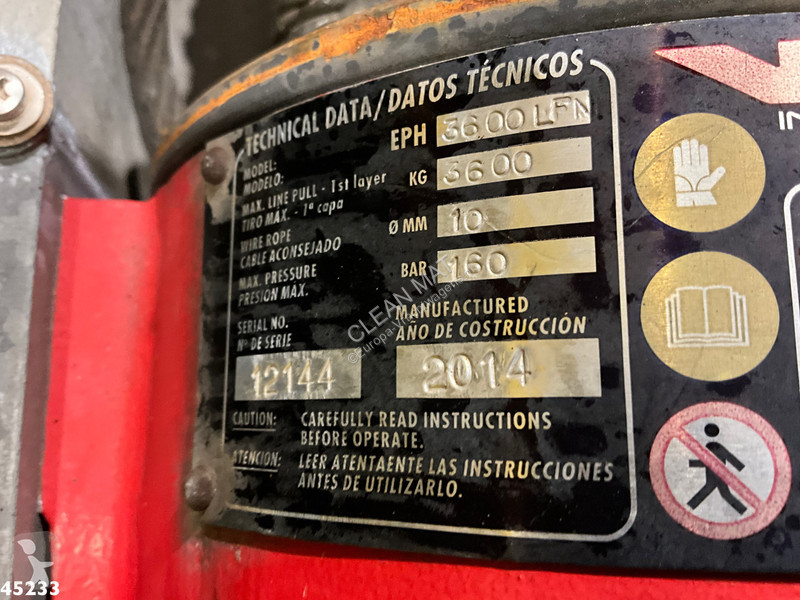 TECHNICAL DATA/DATOS TÉCNICOS
MODEL:
MODELO:
EPH 3600 LFN
MAX. LINE PULL - 1st layer
TIRO MAX. - 1ª capa
KG 3600
WIRE ROPE
CABLE ACONSEJADO
Ø MM 10
MAX. PRESSURE
PRESION MAX.
BAR 160
SERIAL NO.
Nº DE SERIE
12144
MANUFACTURED
ANO DE COSTRUCCIÓN
2014
CAUTION: CAREFULLY READ INSTRUCTIONS
BEFORE OPERATE.
ATENCION: LEER ATENTAENTE LAS INSTRUCCIONES
ANTES DE UTILIZARLO.
IN
CLEAN MA
45233